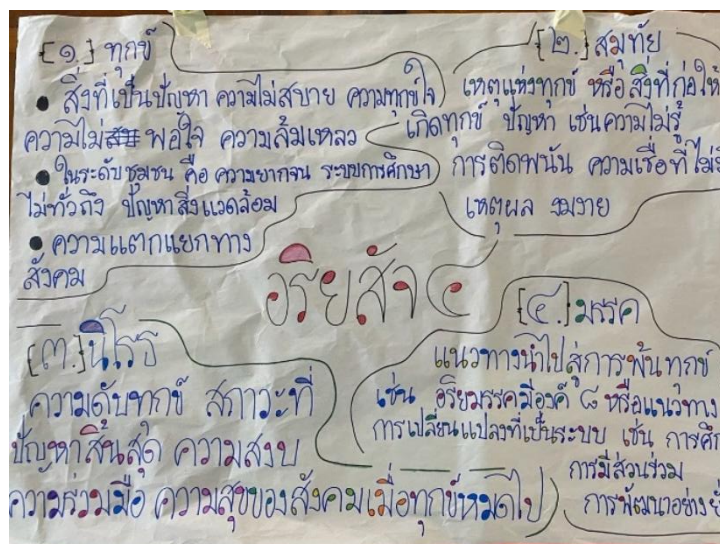 [๑.] ทุกข์
● สิ่งที่เป็นปัญหา ความไม่สบาย ความทุกข์ใจ
ความไม่ พอใจ ความล้มเหลว
● ในระดับชุมชน คือ ความยากจน ระบบการศึกษา
ไม่ทั่วถึง ปัญหาสิ่งแวดล้อม
● ความแตกแยกทาง
สังคม
[๒.] สมุทัย
เหตุแห่งทุกข์ หรือ สิ่งที่ก่อให้
เกิดทุกข์ ปัญหา เช่นความไม่รู้
การติดพนัน ความเชื่อที่ไม่
เหตุผล งมงาย
อริยสัจ ๔
[๓.] นิโรธ
ความดับทุกข์ สภาวะที่
ปัญหาสิ้นสุด ความสงบ
ความร่วมมือ ความสุขของสังคมเมื่อทุกข์หมดไป
[๔.] มรรค
แนวทางนำไปสู่การพ้นทุกข์
เช่น อริยมรรคมีองค์ ๘ หรือแนวทาง
การเปลี่ยนแปลงที่เป็นระบบ เช่น การศึ
การมีส่วนร่วม
การพัฒนาอย่าง